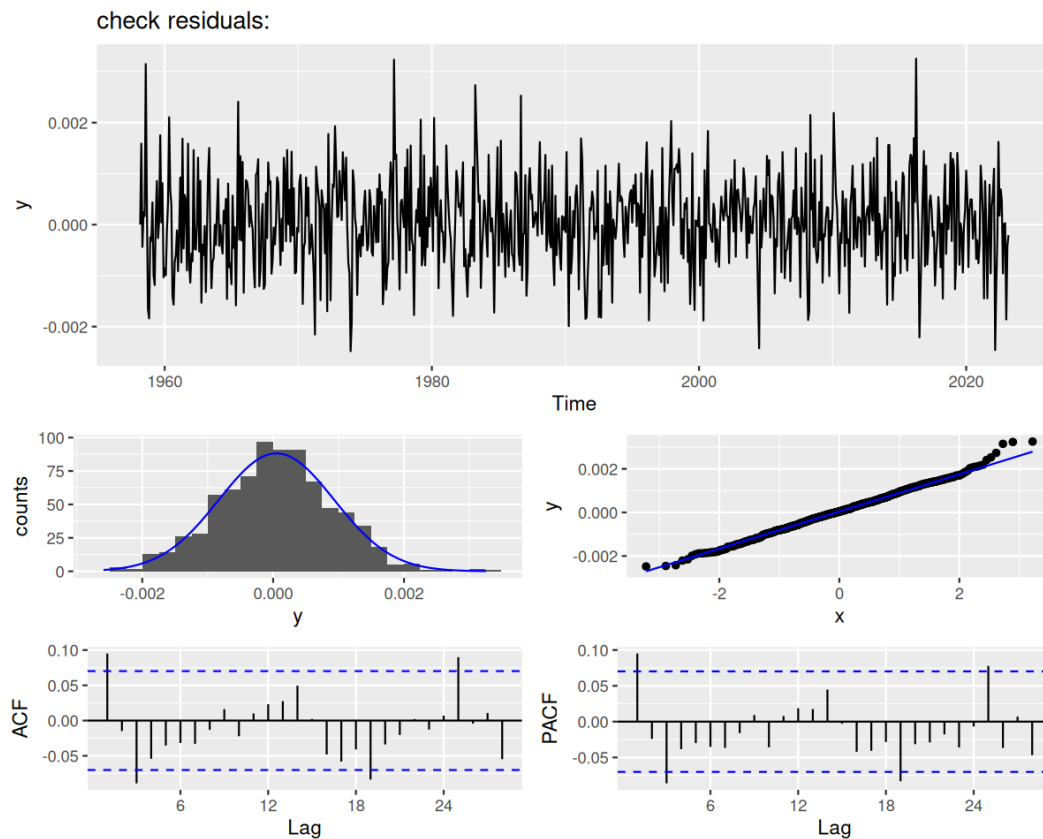 check residuals:
0.002
0.000
-0.002
y
1960 1980 2000 2020
Time
100
75
50
25
0
counts
-0.002 0.000 0.002
y
0.002
0.000
-0.002
y
-2 0 2
x
0.10
0.05
0.00
-0.05
ACF
6 12 18 24
Lag
0.10
0.05
0.00
-0.05
PACF
6 12 18 24
Lag